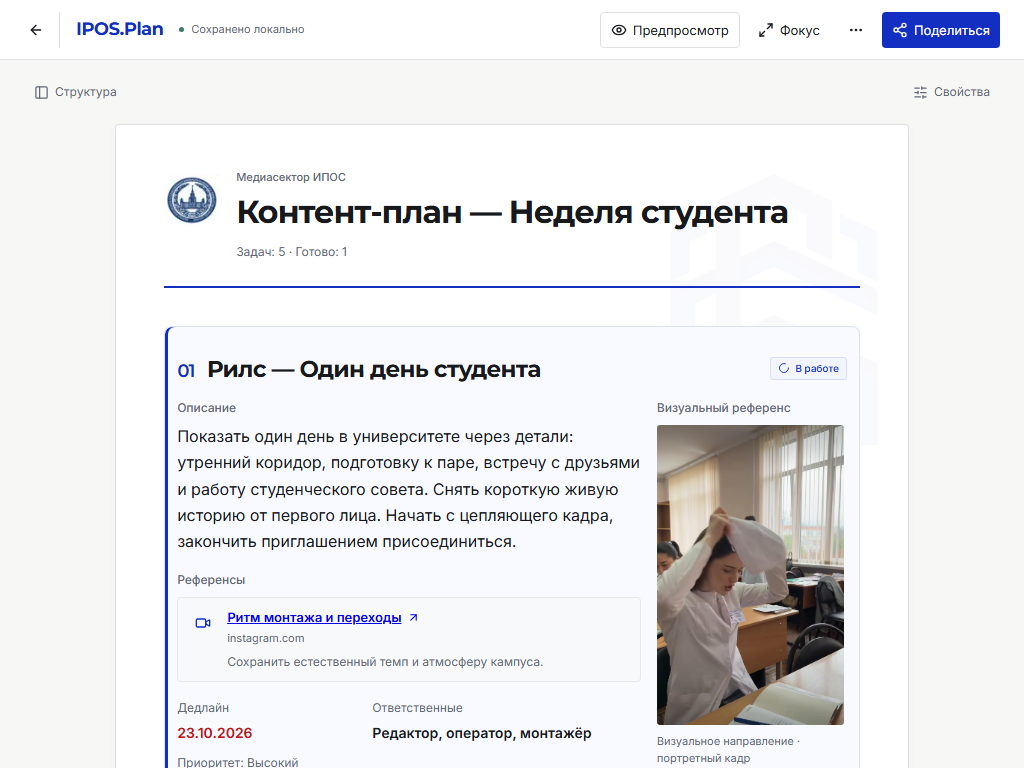 IPOS.Plan
Сохранено локально
Предпросмотр
Фокус
Поделиться
Структура
Свойства
Медиасектор ИПОС
Контент-план — Неделя студента
Задач: 5 · Готово: 1
01 Рилс — Один день студента
В работе
Описание
Показать один день в университете через детали:
утренний коридор, подготовку к паре, встречу с друзьями
и работу студенческого совета. Снять короткую живую
историю от первого лица. Начать с цепляющего кадра,
закончить приглашением присоединиться.
Референсы
Ритм монтажа и переходы
instagram.com
Сохранить естественный темп и атмосферу кампуса.
Дедлайн
23.10.2026
Приоритет: Высокий
Ответственные
Редактор, оператор, монтажёр
Визуальный референс
Визуальное направление ·
портретный кадр